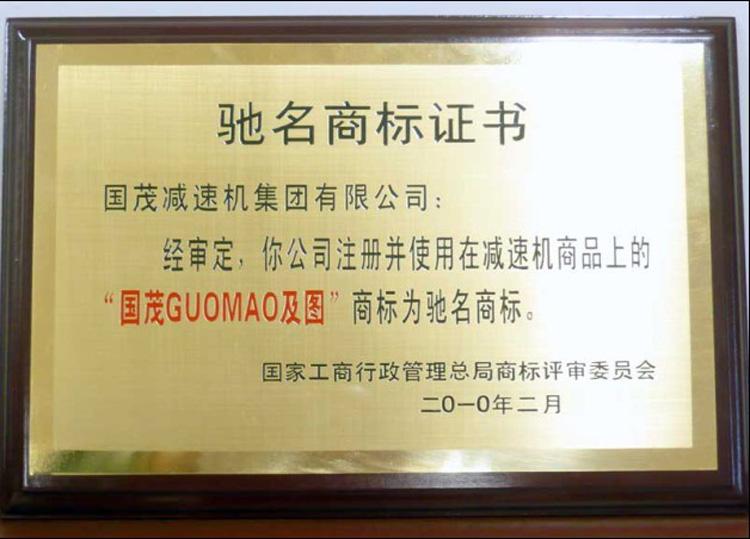 驰名商标证书
国茂减速机集团有限公司：
经审定，你公司注册并使用在减速机商品上的
“国茂GUOMAO及图”商标为驰名商标。
国家工商行政管理总局商标评审委员会
二0一0年二月